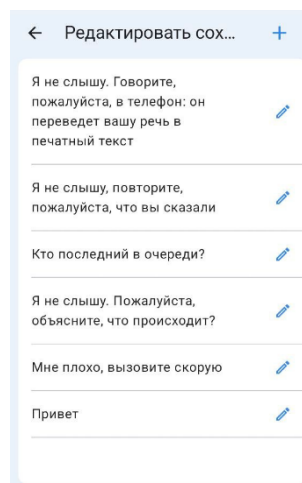 Редактировать сох...
Я не слышу. Говорите,
пожалуйста, в телефон: он
переведет вашу речь в
печатный текст
Я не слышу, повторите,
пожалуйста, что вы сказали
Кто последний в очереди?
Я не слышу. Пожалуйста,
объясните, что происходит?
Мне плохо, вызовите скорую
Привет